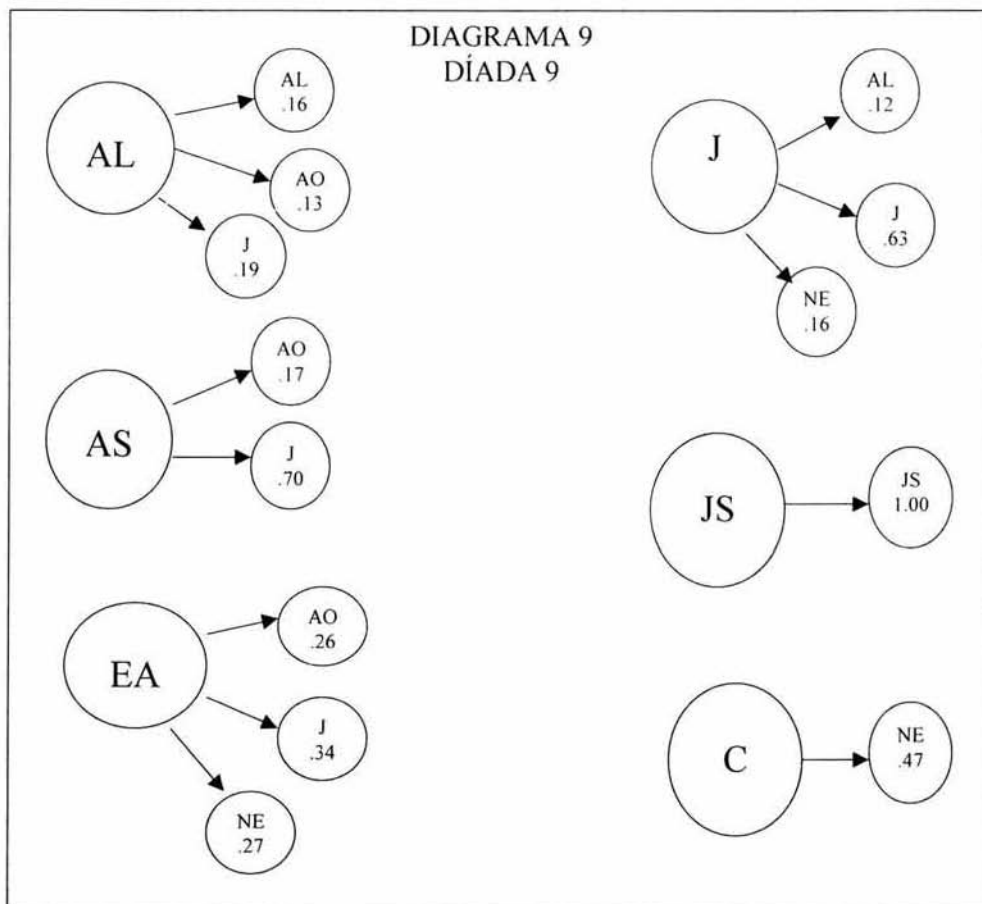 DIAGRAMA 9
DÍADA 9
AL
AL
.16
AO
.13
J
.19
AS
AO
.17
J
.70
EA
AO
.26
J
.34
NE
.27
J
AL
.12
J
.63
NE
.16
JS
JS
1.00
C
NE
.47